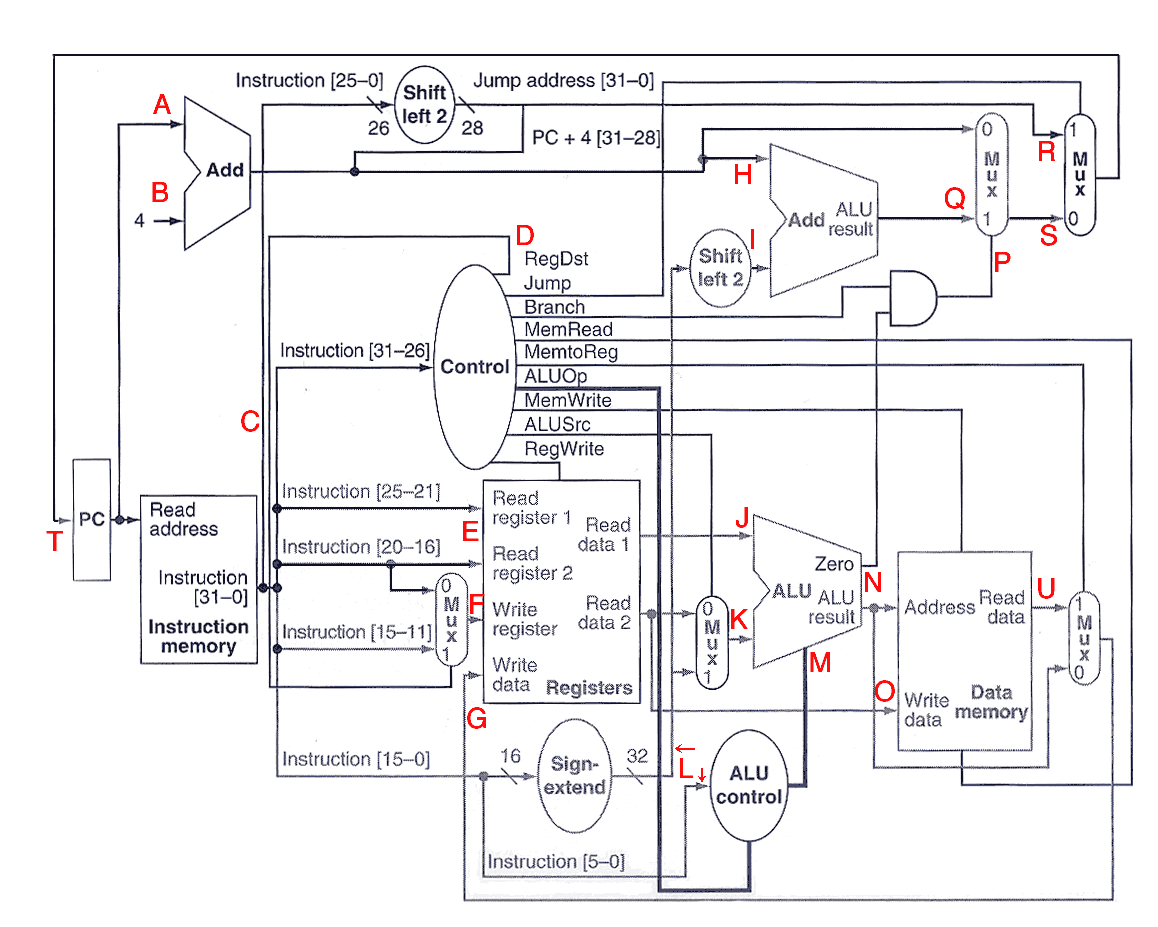 Instruction [25–0]
Shift
left 2
Jump address [31–0]
26
28
A
Add
PC + 4 [31–28]
B
4
0
M
u
x
1
R
1
M
u
x
0
H
Add
ALU
result
Q
S
I
Shift
left 2
P
D
RegDst
Jump
Branch
MemRead
MemtoReg
ALUOp
MemWrite
ALUSrc
RegWrite
Instruction [31–26]
Control
C
T
PC
Read
address
Instruction
[31–0]
Instruction
memory
Instruction [25–21]
E
Instruction [20–16]
Instruction [15–11]
0
M
u
x
1
F
G
Read
register 1
Read
register 2
Write
register
Write
data
Read
data 1
Read
data 2
Registers
J
0
M
u
x
1
K
Zero
ALU
ALU
result
N
M
O
Address
Read
data
Write
data
Data
memory
U
1
M
u
x
0
Instruction [15–0]
16
Sign-
extend
32
←
L↓
ALU
control
Instruction [5–0]